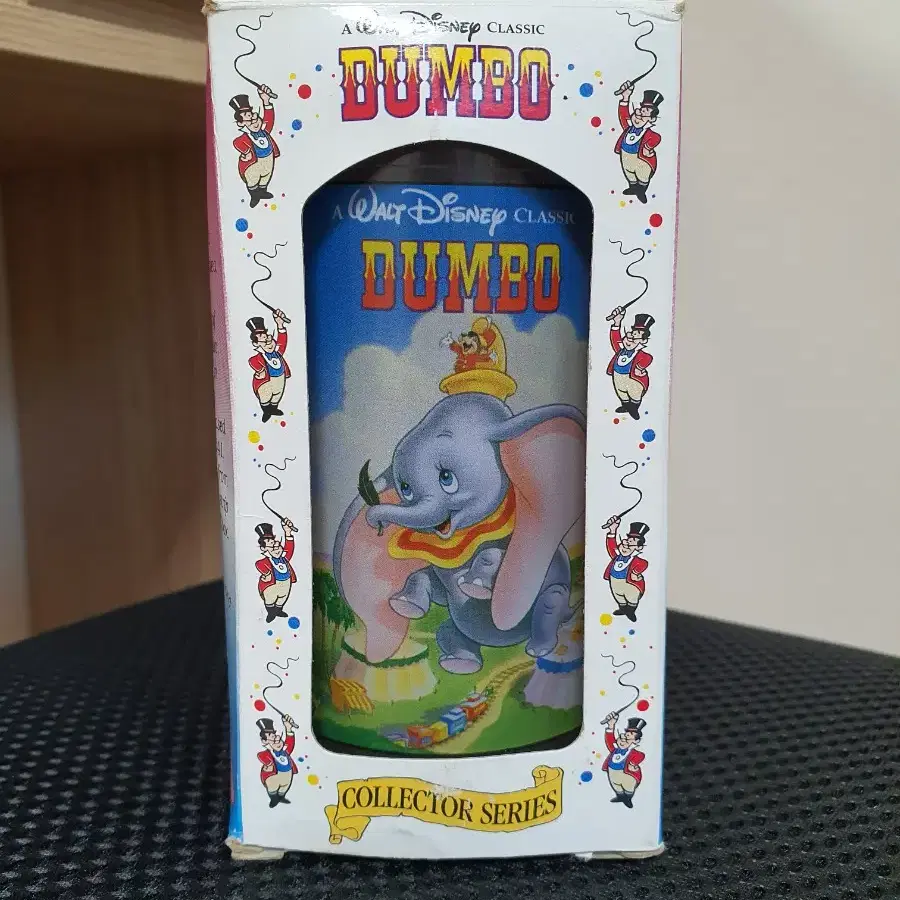 A WALT DISNEY CLASSIC
DUMBO
A WALT DISNEY CLASSIC
DUMBO
COLLECTOR SERIES